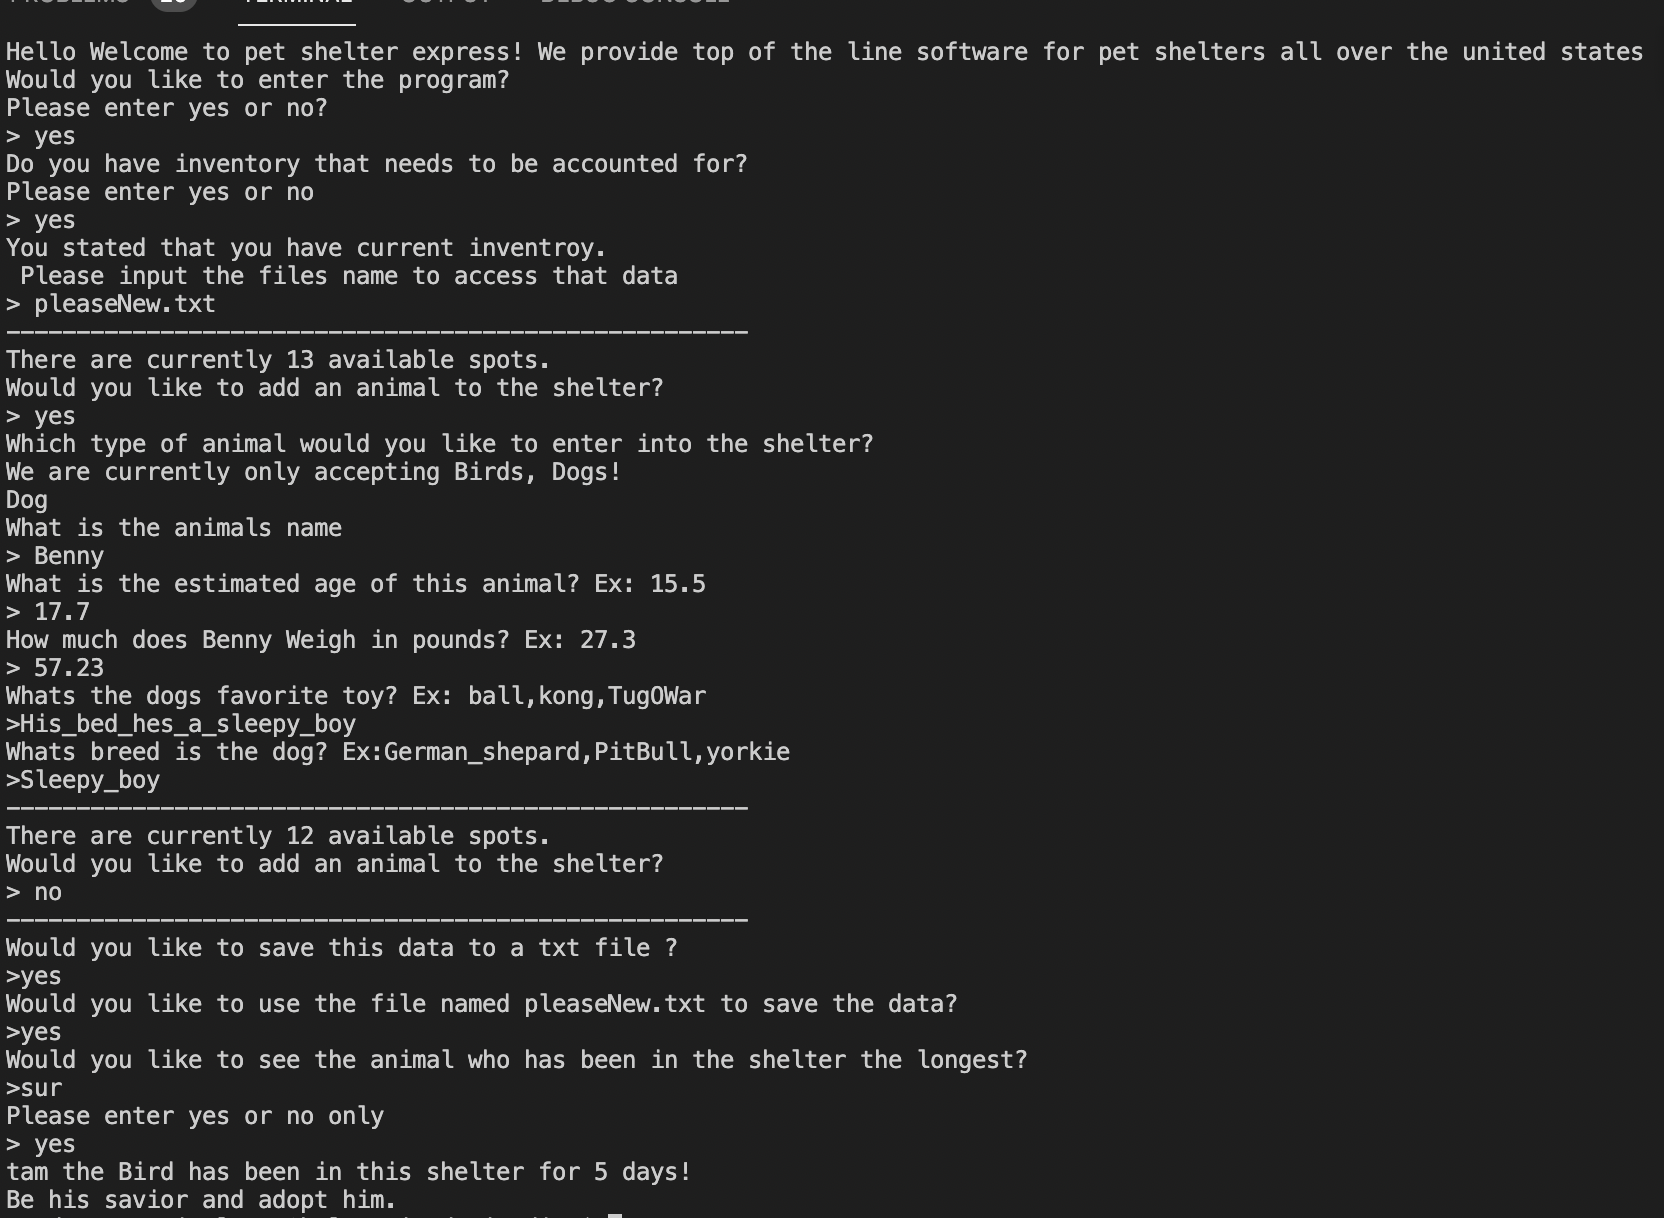 PROBLEMS TERMINAL OUTPUT DEBUG CONSOLE
Hello Welcome to pet shelter express! We provide top of the line software for pet shelters all over the united states
Would you like to enter the program?
Please enter yes or no?
> yes
Do you have inventory that needs to be accounted for?
Please enter yes or no
> yes
You stated that you have current inventroy.
 Please input the files name to access that data
> pleaseNew.txt
-----------------------------------------------------
There are currently 13 available spots.
Would you like to add an animal to the shelter?
> yes
Which type of animal would you like to enter into the shelter?
We are currently only accepting Birds, Dogs!
Dog
What is the animals name
> Benny
What is the estimated age of this animal? Ex: 15.5
> 17.7
How much does Benny Weigh in pounds? Ex: 27.3
> 57.23
Whats the dogs favorite toy? Ex: ball,kong,TugOWar
>His_bed_hes_a_sleepy_boy
Whats breed is the dog? Ex:German_shepard,PitBull,yorkie
>Sleepy_boy
-----------------------------------------------------
There are currently 12 available spots.
Would you like to add an animal to the shelter?
> no
-----------------------------------------------------
Would you like to save this data to a txt file ?
>yes
Would you like to use the file named pleaseNew.txt to save the data?
>yes
Would you like to see the animal who has been in the shelter the longest?
>sur
Please enter yes or no only
> yes
tam the Bird has been in this shelter for 5 days!
Be his savior and adopt him.